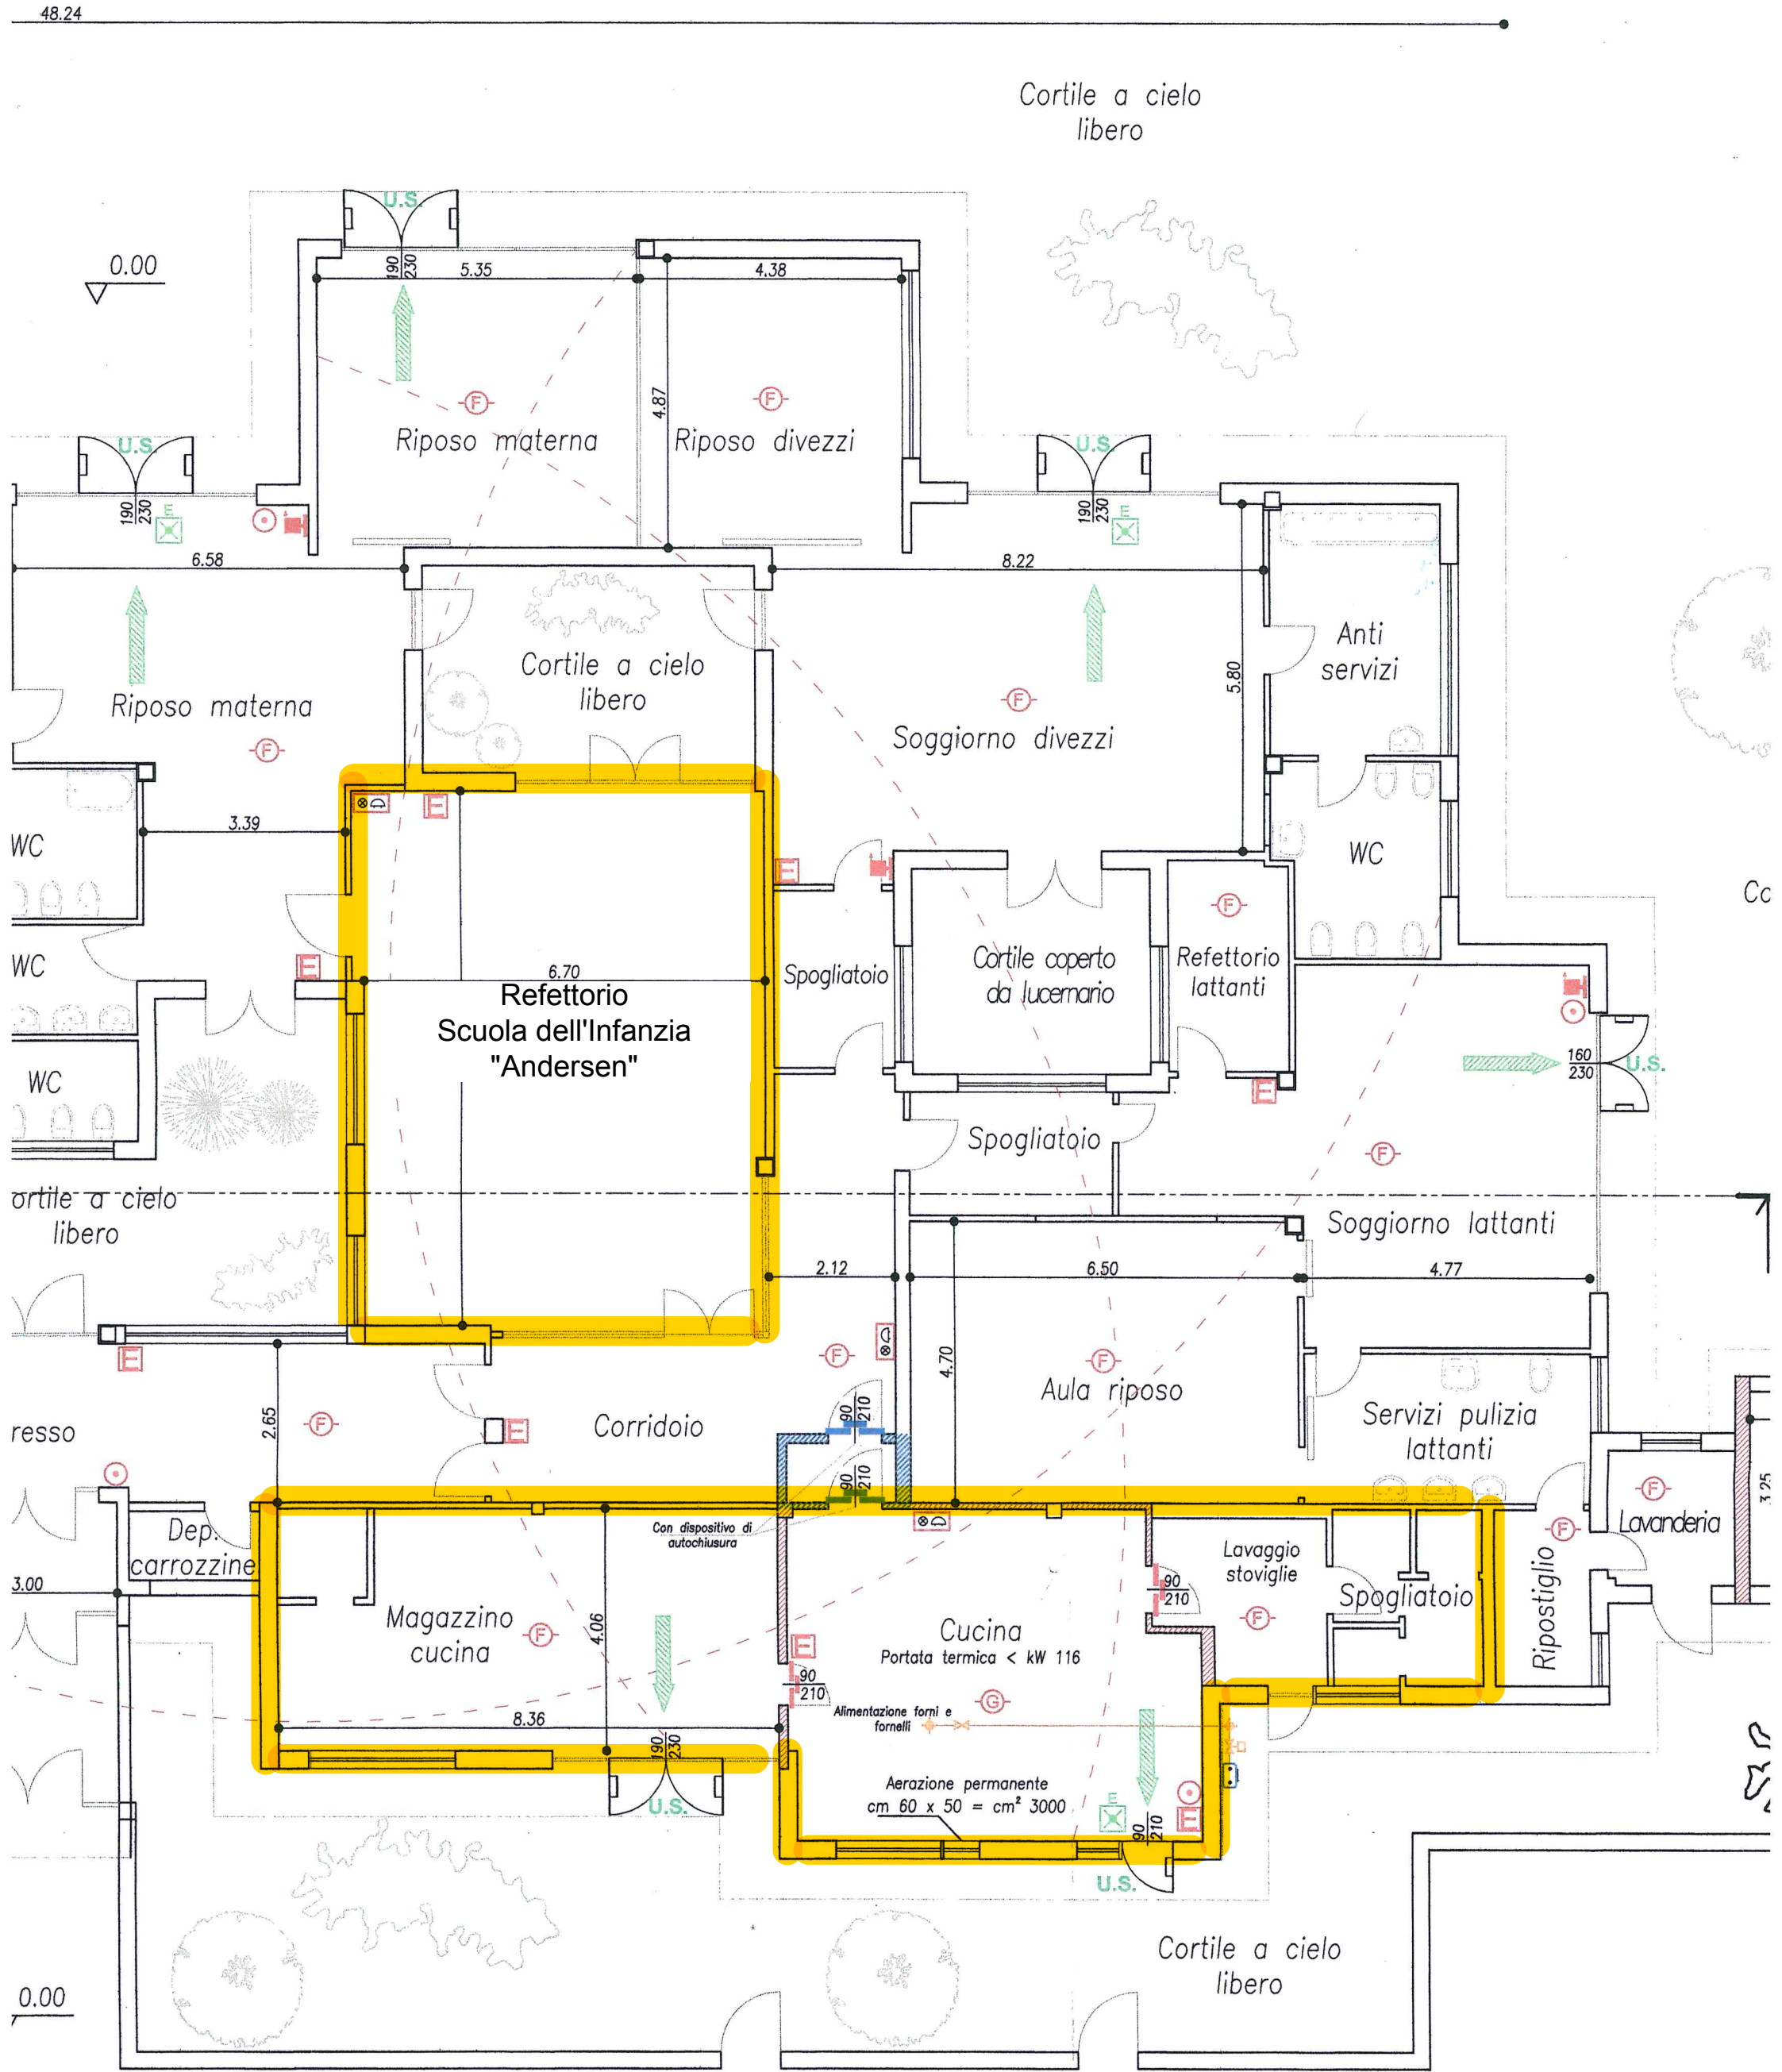 48.24
Cortile a cielo
libero
U.S.
0.00
190
230
5.35
4.38
4.87
Riposo materna
Riposo divezzi
U.S.
190
230
E
U.S.
190
230
E
6.58
8.22
5.80
Anti
servizi
Cortile a cielo
libero
Riposo materna
Soggiorno divezzi
F
F
F
F
E
E
3.39
WC
WC
Co
E
F
WC
E
6.70
Refettorio
Scuola dell'Infanzia
"Andersen"
Spogliatoio
Cortile coperto
da lucernario
Refettorio
lattanti
WC
160
230
U.S.
E
Spogliatoio
F
ortile a cielo
libero
Soggiorno lattanti
2.12
6.50
4.77
E
F
4.70
F
Aula riposo
2.65
F
E
Corridoio
90
210
Servizi pulizia
lattanti
resso
90
210
3.25
F
Lavanderia
Dep.
carrozzine
Con dispositivo di
autochiusura
Lavaggio
stoviglie
F
3.00
90
210
Spogliatoio
Ripostiglio
Magazzino
cucina
F
4.06
E
Cucina
Portata termica < kW 116
F
90
210
G
Alimentazione forni e
fornelli
8.36
190
230
U.S.
Aerazione permanente
cm 60 x 50 = cm² 3000
E
E
90
210
U.S.
Cortile a cielo
libero
0.00